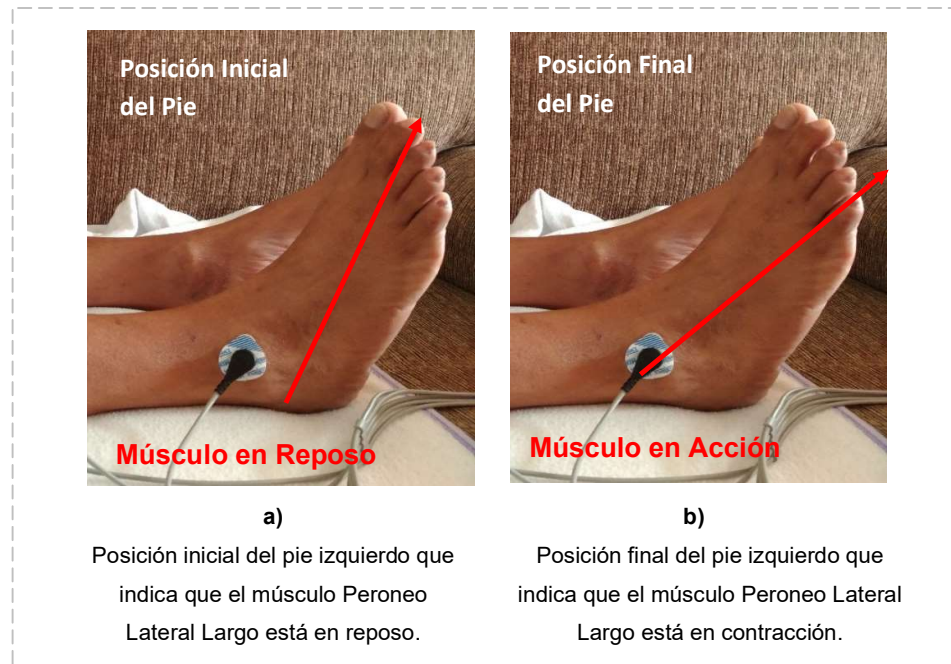 Posición Inicial
del Pie
Músculo en Reposo
Posición Final
del Pie
Músculo en Acción
a)
Posición inicial del pie izquierdo que
indica que el músculo Peroneo
Lateral Largo está en reposo.
b)
Posición final del pie izquierdo que
indica que el músculo Peroneo Lateral
Largo está en contracción.